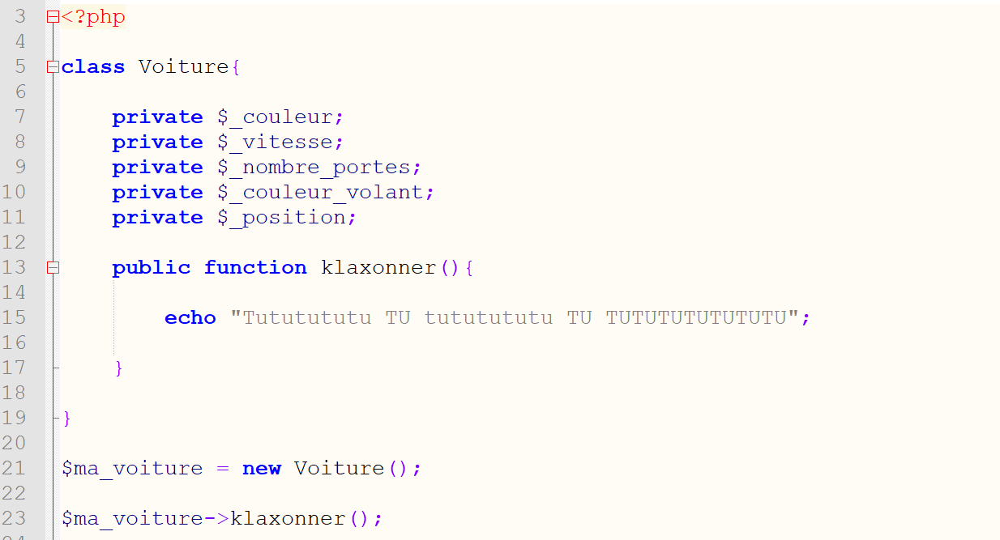 3 <?php
4
5 class Voiture{
6
7 private $_couleur;
8 private $_vitesse;
9 private $_nombre_portes;
10 private $_couleur_volant;
11 private $_position;
12
13 public function klaxonner(){
14
15 echo "Tututututu TU tututututu TU TUTUTUTUTUTUTU";
16
17 }
18
19 }
20
21 $ma_voiture = new Voiture();
22
23 $ma_voiture->klaxonner();